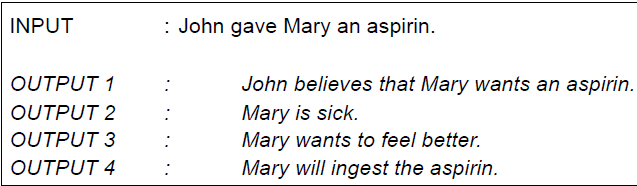 INPUT : John gave Mary an aspirin.
OUTPUT 1 : John believes that Mary wants an aspirin.
OUTPUT 2 : Mary is sick.
OUTPUT 3 : Mary wants to feel better.
OUTPUT 4 : Mary will ingest the aspirin.